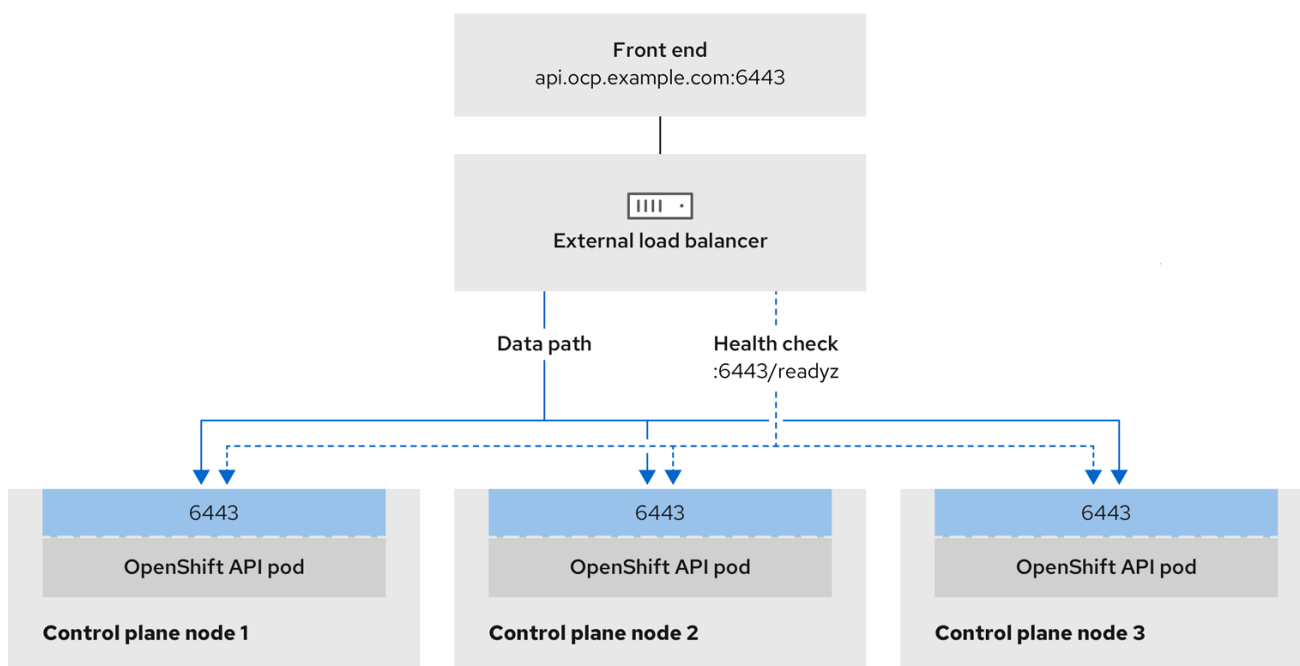 Front end
api.ocp.example.com:6443
External load balancer
Data path
Health check
:6443/readyz
6443
OpenShift API pod
Control plane node 1
6443
OpenShift API pod
Control plane node 2
6443
OpenShift API pod
Control plane node 3